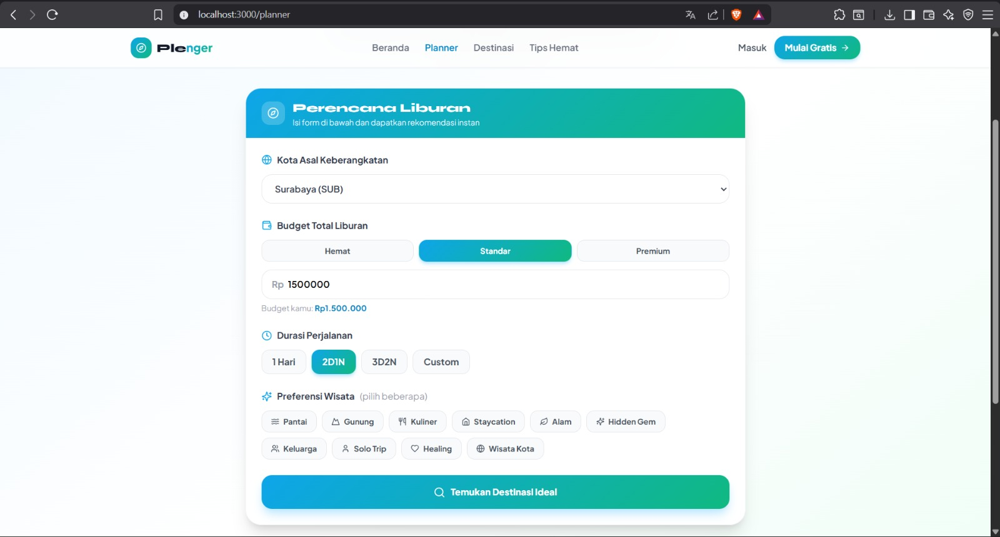 localhost:3000/planner
Plenger
Beranda Planner Destinasi Tips Hemat Masuk Mulai Gratis →
Perencana Liburan
Isi form di bawah dan dapatkan rekomendasi instan
Kota Asal Keberangkatan
Surabaya (SUB)
Budget Total Liburan
Hemat Standar Premium
Rp 1500000
Budget kamu: Rp1.500.000
Durasi Perjalanan
1 Hari 2D1N 3D2N Custom
Preferensi Wisata (pilih beberapa)
Pantai Gunung Kuliner Staycation Alam Hidden Gem
Keluarga Solo Trip Healing Wisata Kota
Temukan Destinasi Ideal